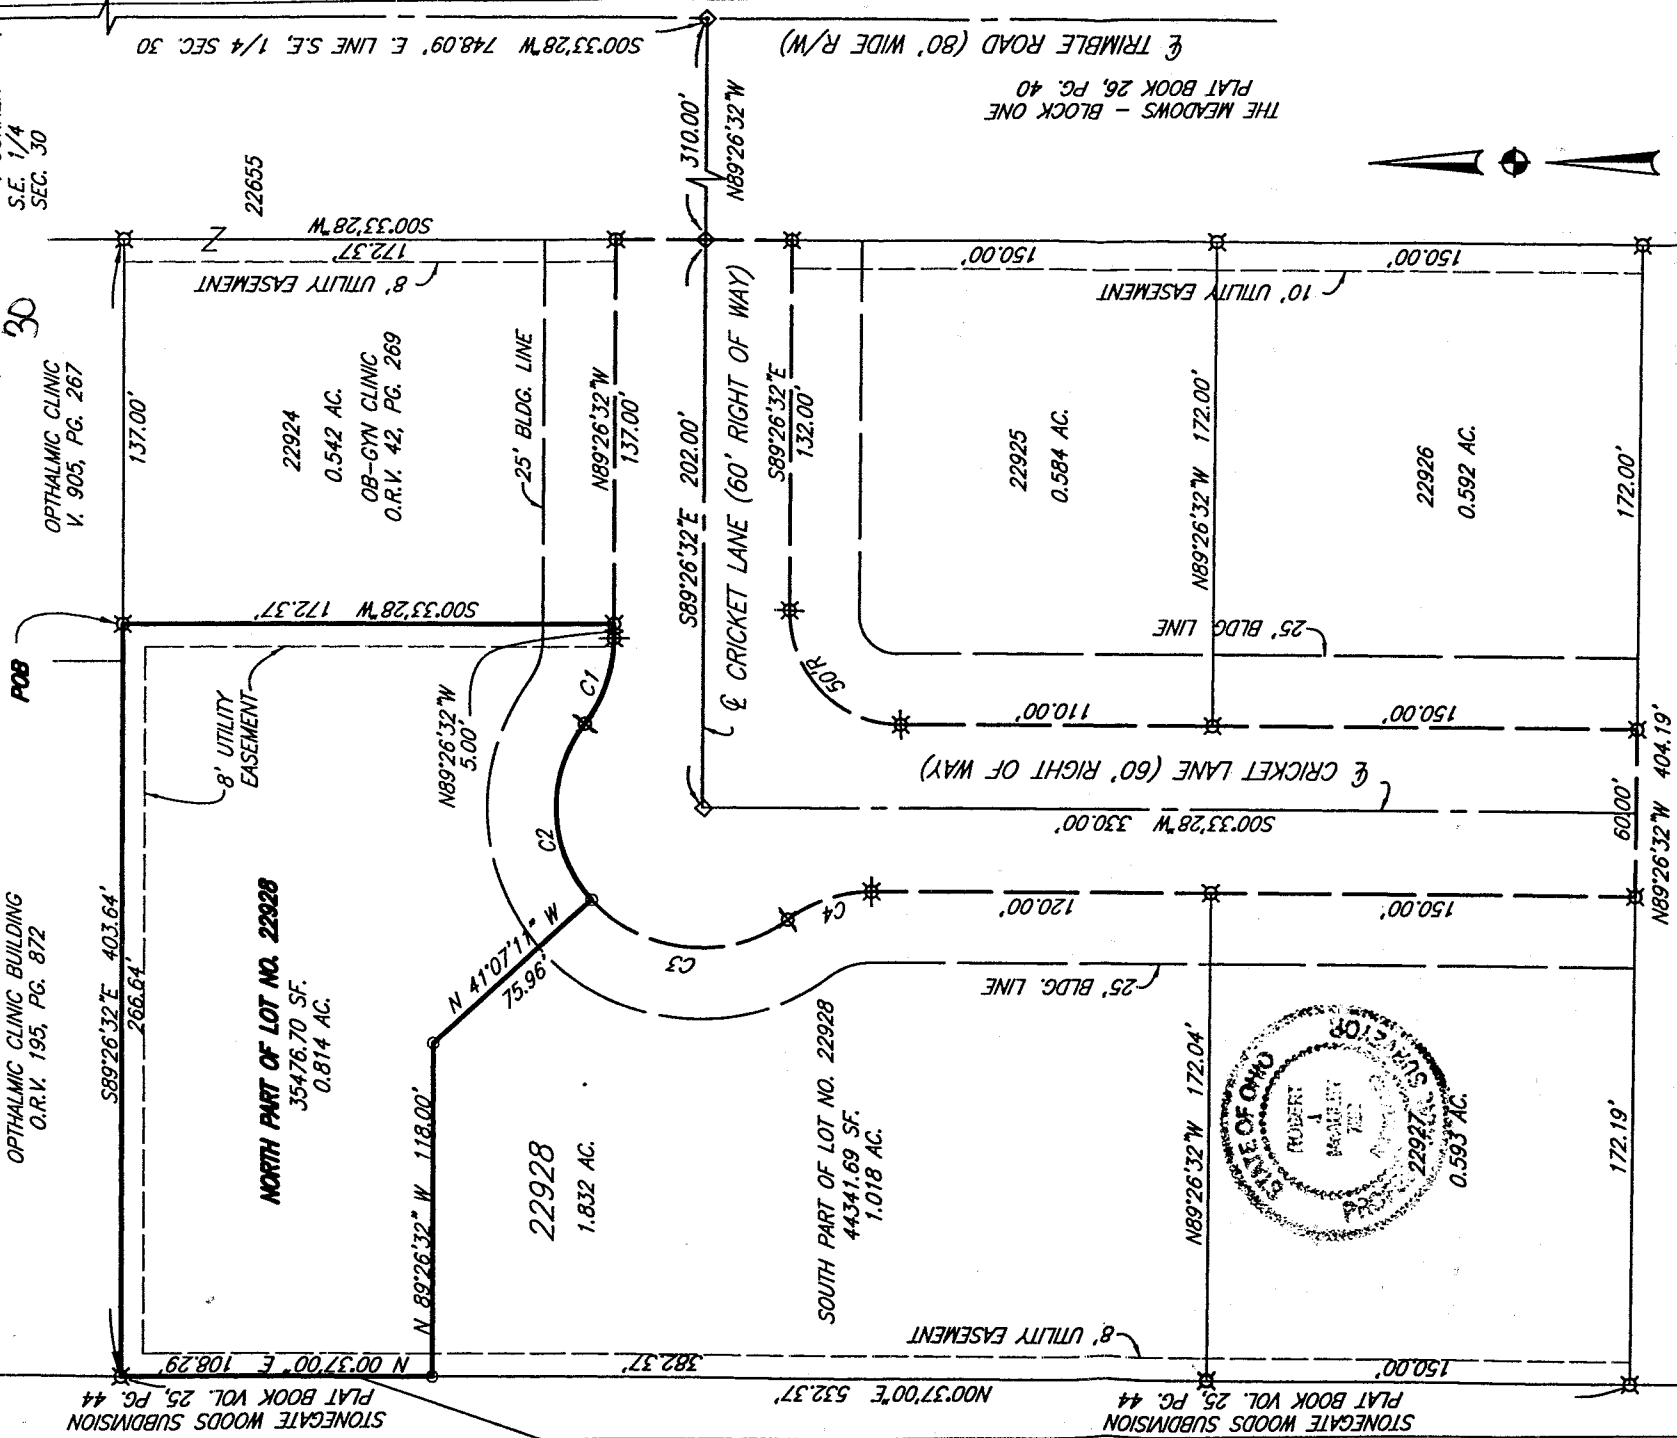 S.E. 1/4
SEC. 30
30
S00°33'28"W 748.09' E. LINE S.E, 1/4 SEC. 30
℄ TRIMBLE ROAD (80' WIDE R/W)
THE MEADOWS - BLOCK ONE
PLAT BOOK 26, PG. 40
310.00'
N89°26'32"W
22655
S00°33'28"W
172.37'
8' UTILITY EASEMENT
OPTHALMIC CLINIC
V. 905, PG. 267
137.00'
22924
0.542 AC.
OB-GYN CLINIC
O.R.V. 42, PG. 269
25' BLDG. LINE
N89°26'32"W
137.00'
S89°26'32"E 202.00'
℄ CRICKET LANE (60' RIGHT OF WAY)
S89°26'32"E
132.00'
150.00'
150.00'
10' UTILITY EASEMENT
22925
0.584 AC.
N89°26'32"W 172.00'
22926
0.592 AC.
172.00'
POB
S00°33'28"W 172.37'
8' UTILITY
EASEMENT
N89°26'32"W
5.00'
C1
C2
C3
C4
50'R
25' BLDG LINE
110.00'
150.00'
℄ CRICKET LANE (60' RIGHT OF WAY)
S00°33'28"W 330.00'
60.00'
N89°26'32"W 404.19'
120.00'
150.00'
25' BLDG. LINE
OPTHALMIC CLINIC BUILDING
O.R.V. 195, PG. 872
S89°26'32"E 403.64'
266.64'
NORTH PART OF LOT NO. 22928
35476.70 SF.
0.814 AC.
N 41°07'11" W
75.96'
N 89°26'32" W 118.00'
22928
1.832 AC.
SOUTH PART OF LOT NO. 22928
44341.69 SF.
1.018 AC.
N89°26'32"W 172.04'
STATE OF OHIO
ROBERT
J
SURVEYOR
22927
0.593 AC.
172.19'
N 00°37'00" E 108.29'
382.37'
8' UTILITY EASEMENT
150.00'
STONEGATE WOODS SUBDIVISION
PLAT BOOK VOL. 25, PG. 44
N00°37'00"E 532.37'
STONEGATE WOODS SUBDIVISION
PLAT BOOK VOL. 25, PG. 44